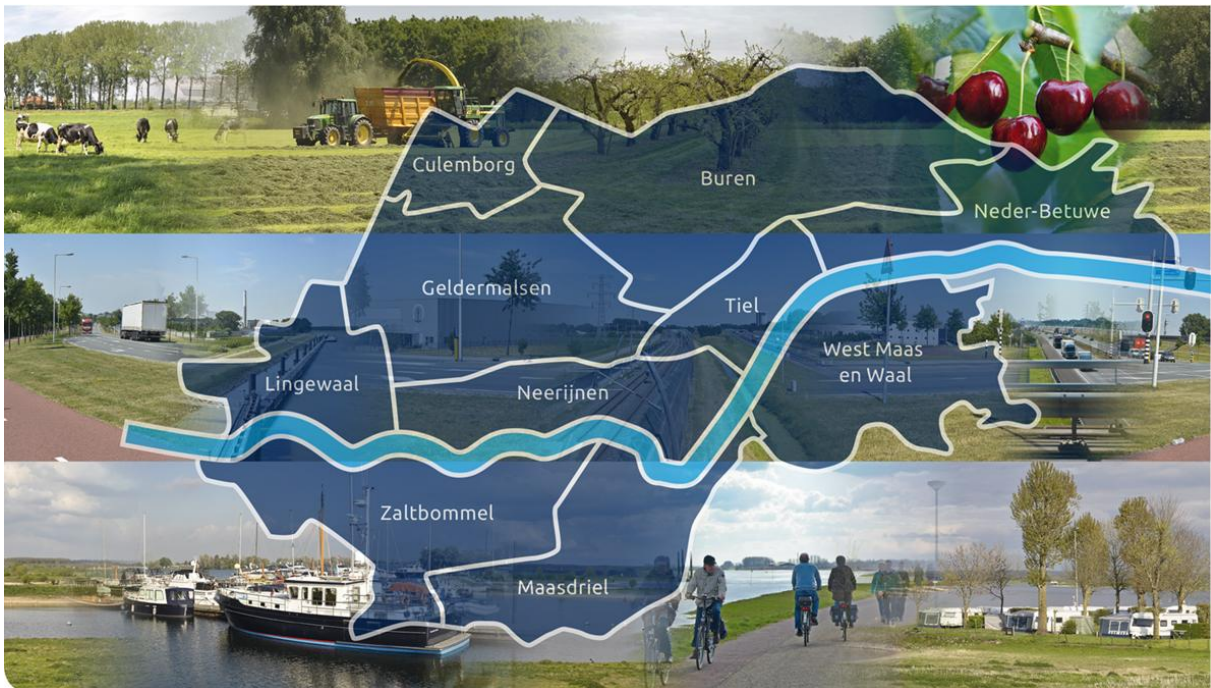 Culemborg
Buren
Neder-Betuwe
Geldermalsen
Tiel
West Maas
en Waal
Lingewaal
Neerijnen
Zaltbommel
Maasdriel